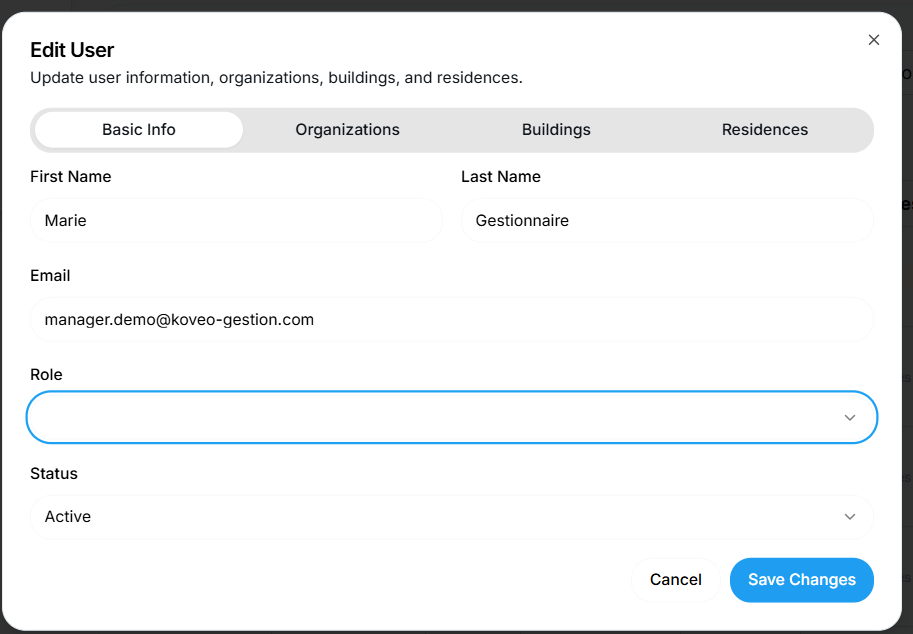 Edit User
Update user information, organizations, buildings, and residences.
Basic Info Organizations Buildings Residences
First Name Last Name
Marie Gestionnaire
Email
manager.demo@koveo-gestion.com
Role
Status
Active
Cancel Save Changes